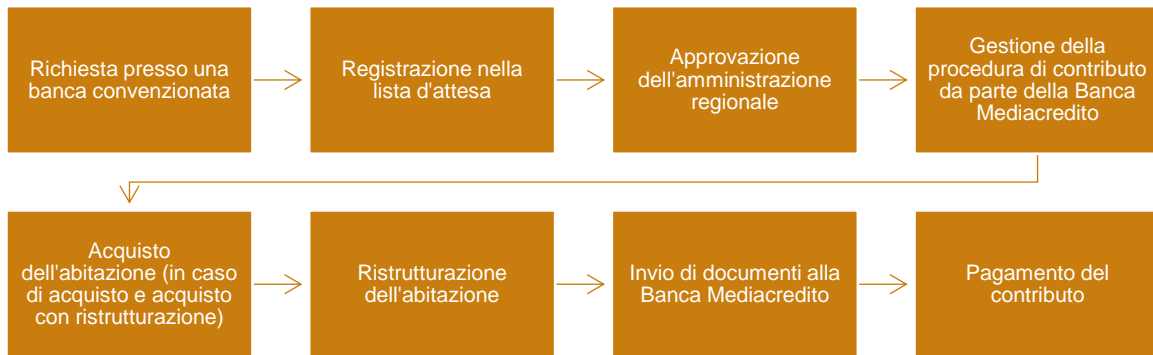 Richiesta presso una
banca convenzionata
Registrazione nella
lista d'attesa
Approvazione
dell'amministrazione
regionale
Gestione della
procedura di contributo
da parte della Banca
Mediacredito
Acquisto
dell'abitazione (in caso
di acquisto e acquisto
con ristrutturazione)
Ristrutturazione
dell'abitazione
Invio di documenti alla
Banca Mediacredito
Pagamento del
contributo